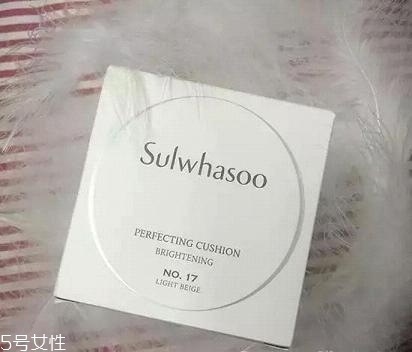 Sulwhasoo
PERFECTING CUSHION
BRIGHTENING
NO. 17
LIGHT BEIGE
5号女性